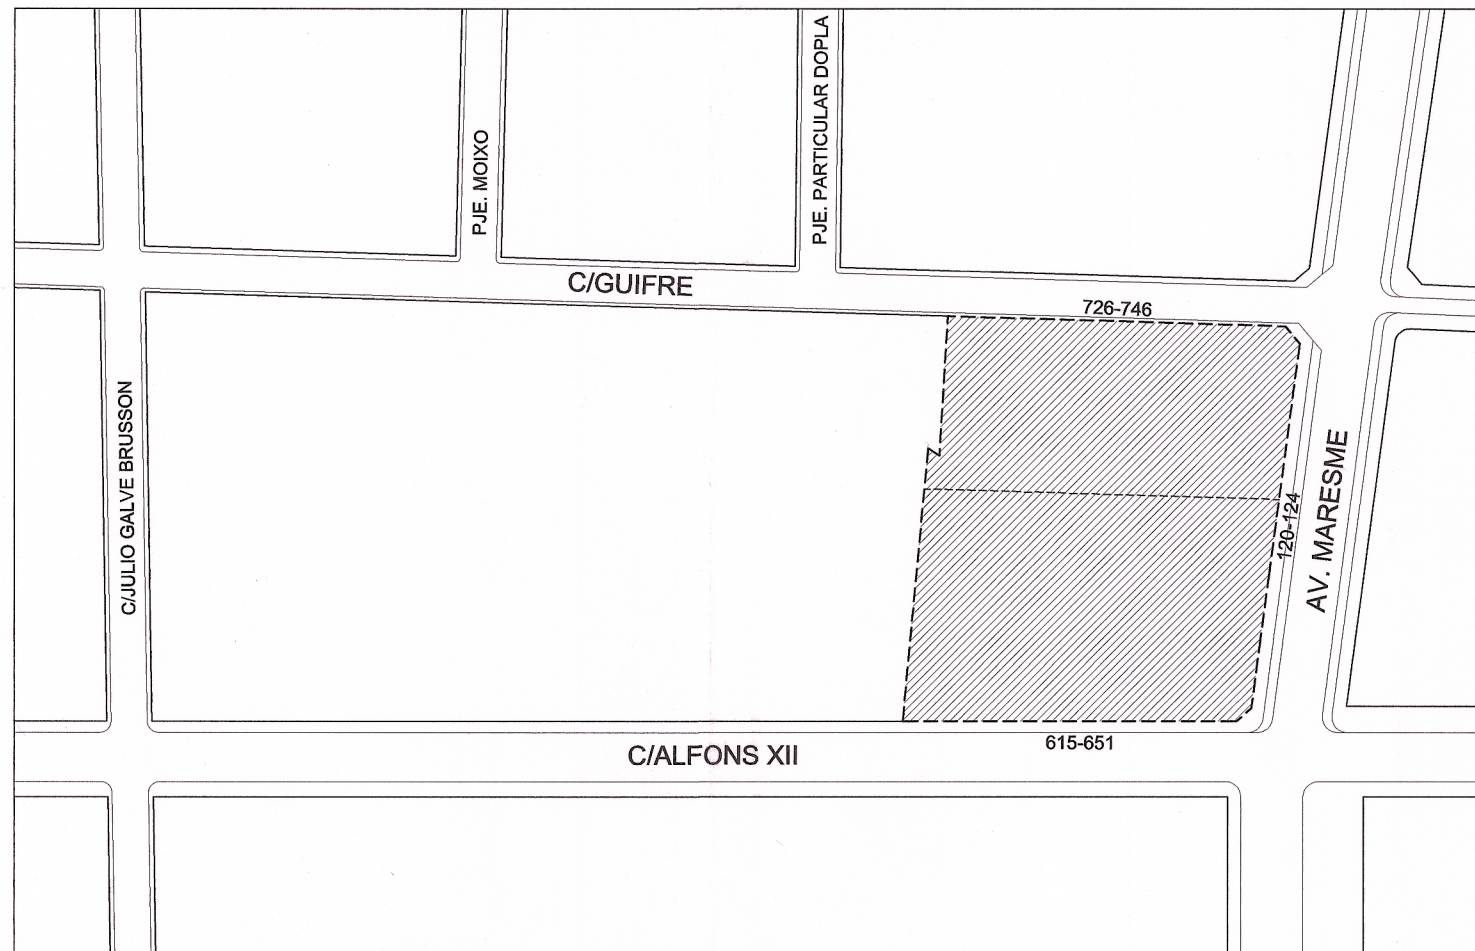 PJE. MOIXO
PJE. PARTICULAR DOPLA
C/GUIFRE
726-746
C/JULIO GALVE BRUSSON
120-124
AV. MARESME
615-651
C/ALFONS XII